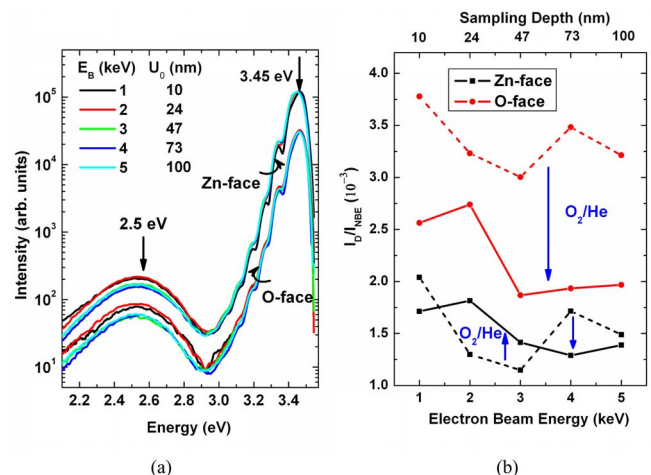 (a)
E_B (keV) U_0 (nm)
1 10
2 24
3 47
4 73
5 100
3.45 eV
Zn-face
O-face
2.5 eV
Intensity (arb. units)
10^5
10^4
10^3
10^2
10^1
2.2 2.4 2.6 2.8 3.0 3.2 3.4
Energy (eV)
(a)
(b)
Sampling Depth (nm)
10 24 47 73 100
Zn-face
O-face
O_2/He
O_2/He
I_D/I_NBE (10^-3)
4.0
3.5
3.0
2.5
2.0
1.5
1.0
1 2 3 4 5
Electron Beam Energy (keV)
(b)